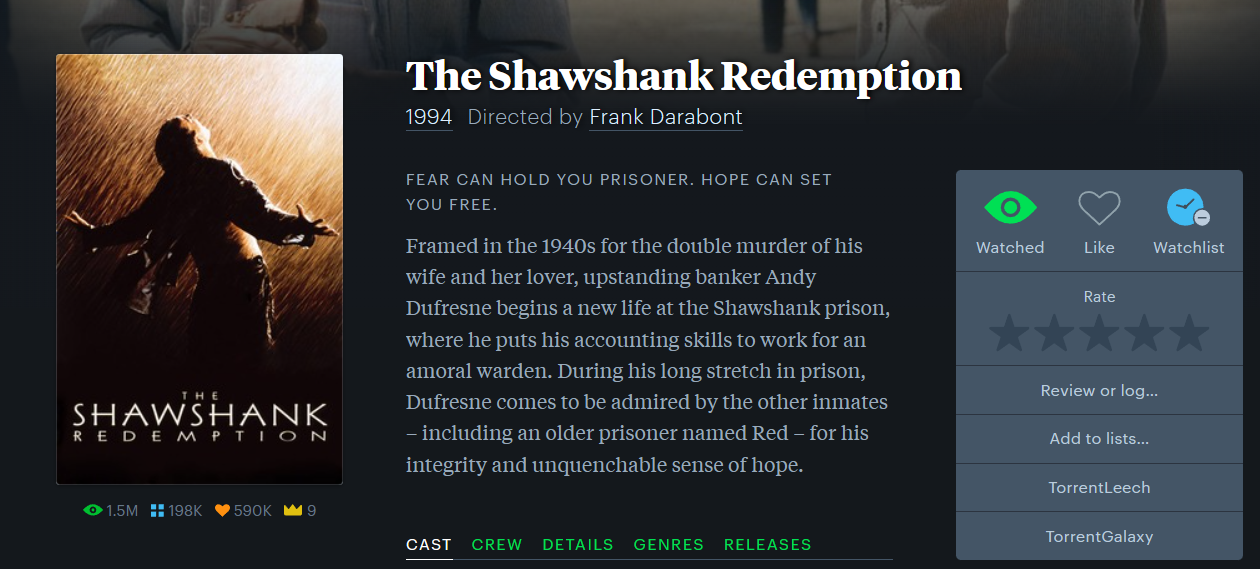 The Shawshank Redemption
1994 Directed by Frank Darabont
FEAR CAN HOLD YOU PRISONER. HOPE CAN SET
YOU FREE.
Framed in the 1940s for the double murder of his
wife and her lover, upstanding banker Andy
Dufresne begins a new life at the Shawshank prison,
where he puts his accounting skills to work for an
amoral warden. During his long stretch in prison,
Dufresne comes to be admired by the other inmates
– including an older prisoner named Red – for his
integrity and unquenchable sense of hope.
THE
SHAWSHANK
REDEMPTION
1.5M 198K 590K 9
CAST CREW DETAILS GENRES RELEASES
Watched Like Watchlist
Rate
Review or log...
Add to lists...
TorrentLeech
TorrentGalaxy